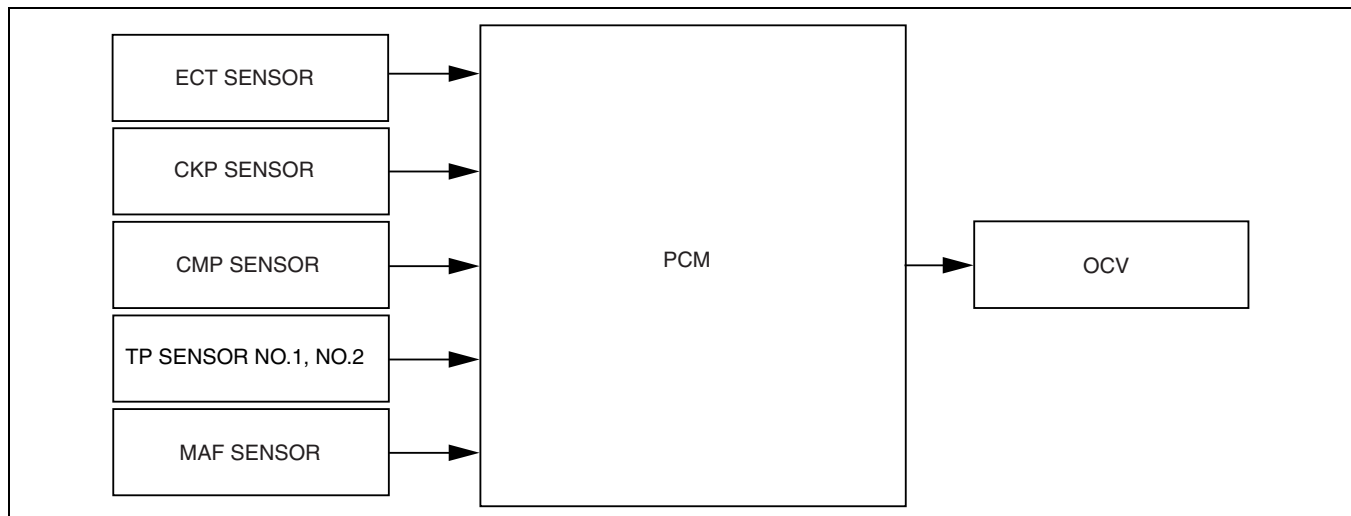 ECT SENSOR
CKP SENSOR
CMP SENSOR
TP SENSOR NO.1, NO.2
MAF SENSOR
PCM
OCV